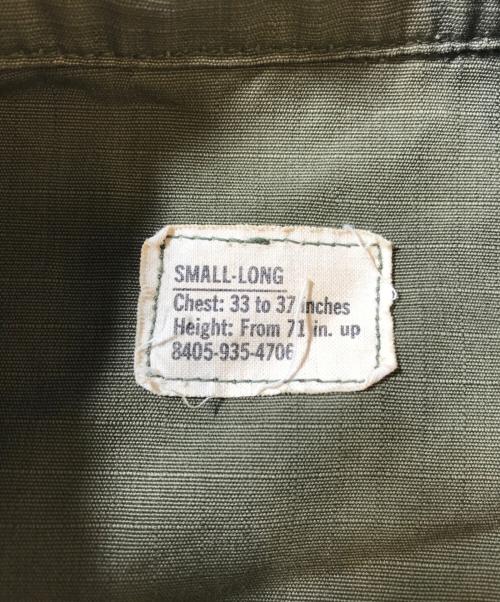 SMALL-LONG
Chest: 33 to 37 inches
Height: From 71 in. up
8405-935-4706